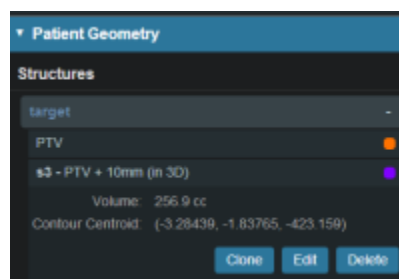 Patient Geometry
Structures
target -
PTV
s3 - PTV + 10mm (in 3D)
Volume: 256.9 cc
Contour Centroid: (-3.28439, -1.83765, -423.159)
Clone Edit Delete